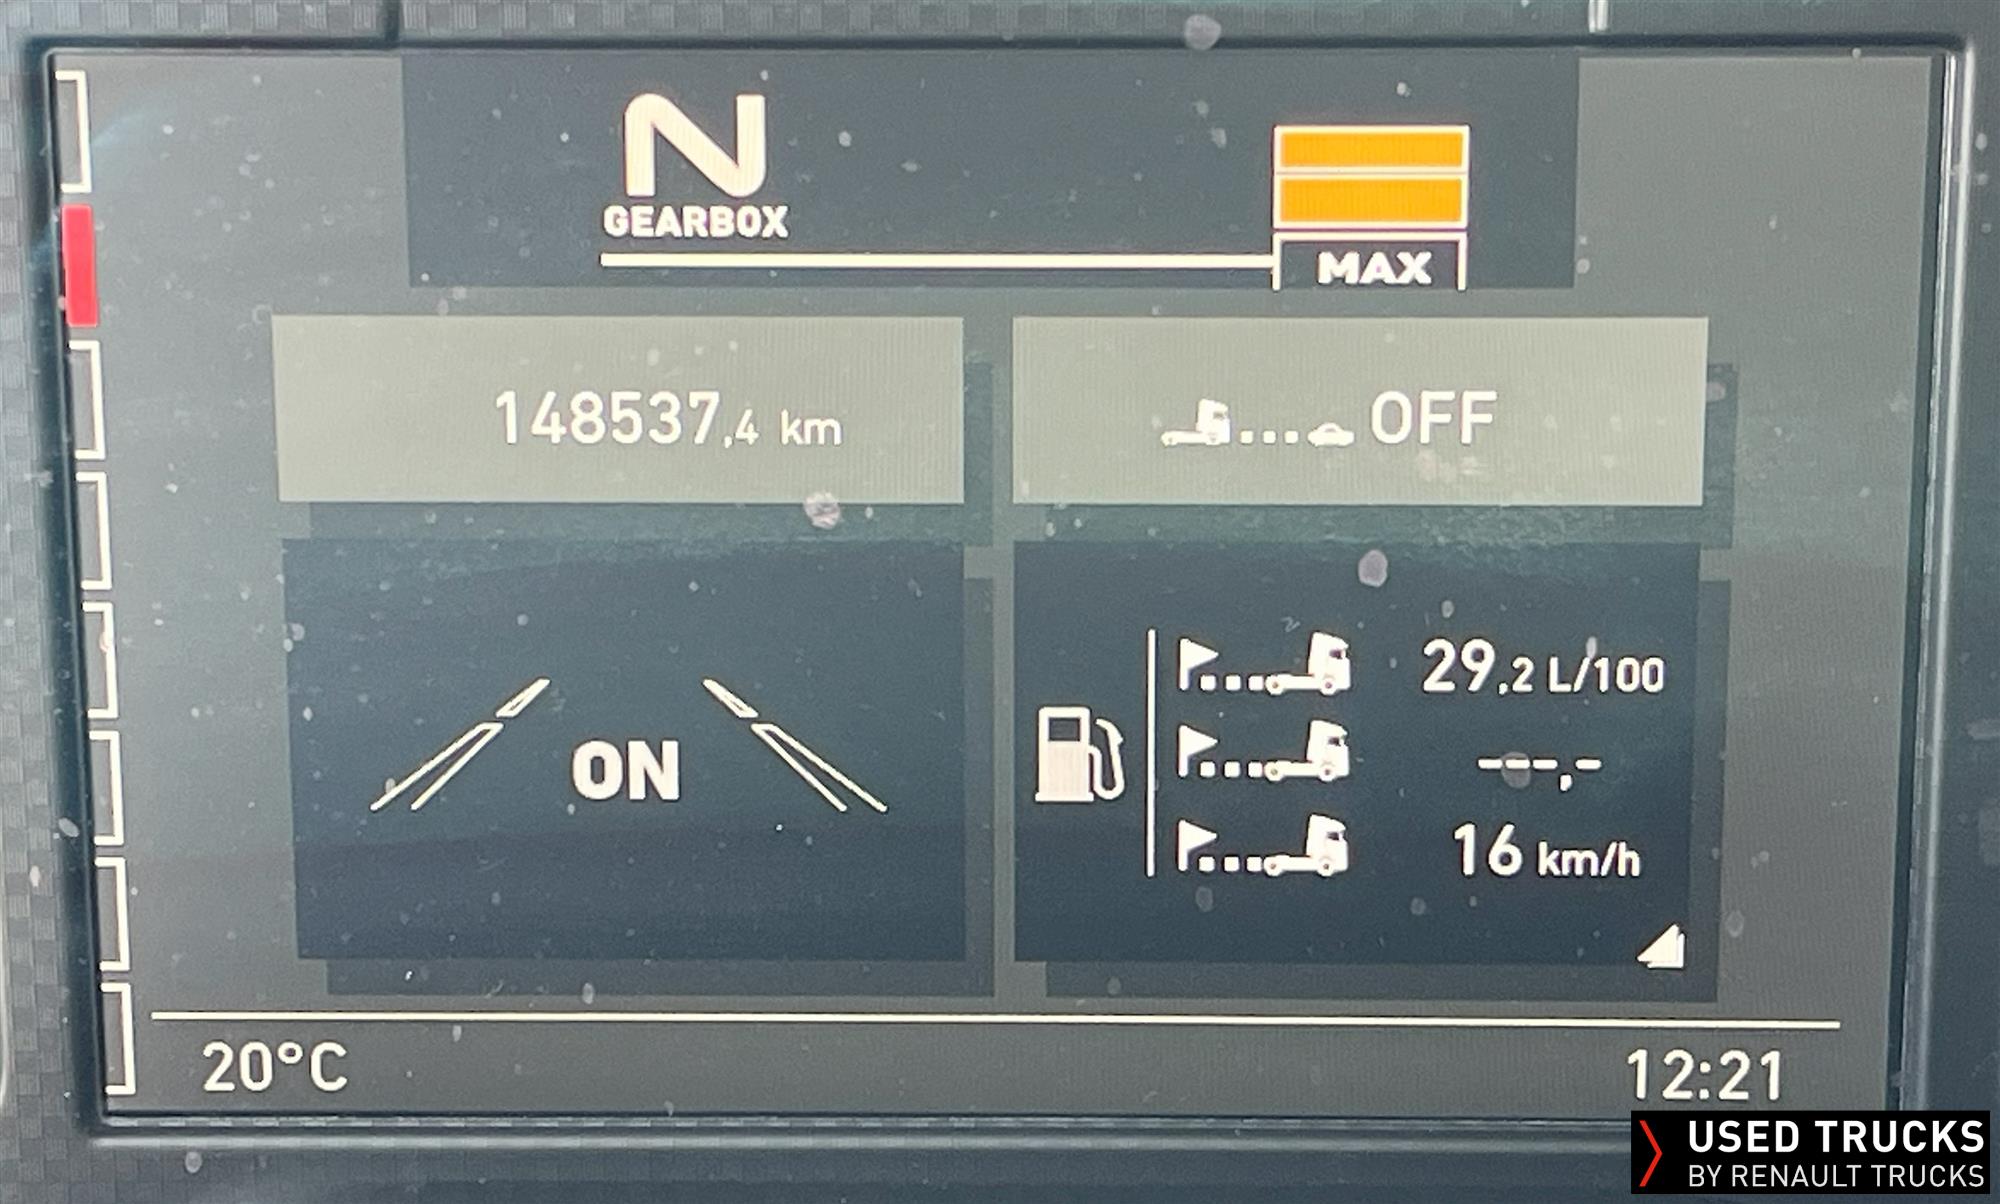 N
GEARBOX
MAX
148537,4 km
OFF
ON
29,2 L/100
---,-
16 km/h
20°C
12:21
USED TRUCKS
BY RENAULT TRUCKS